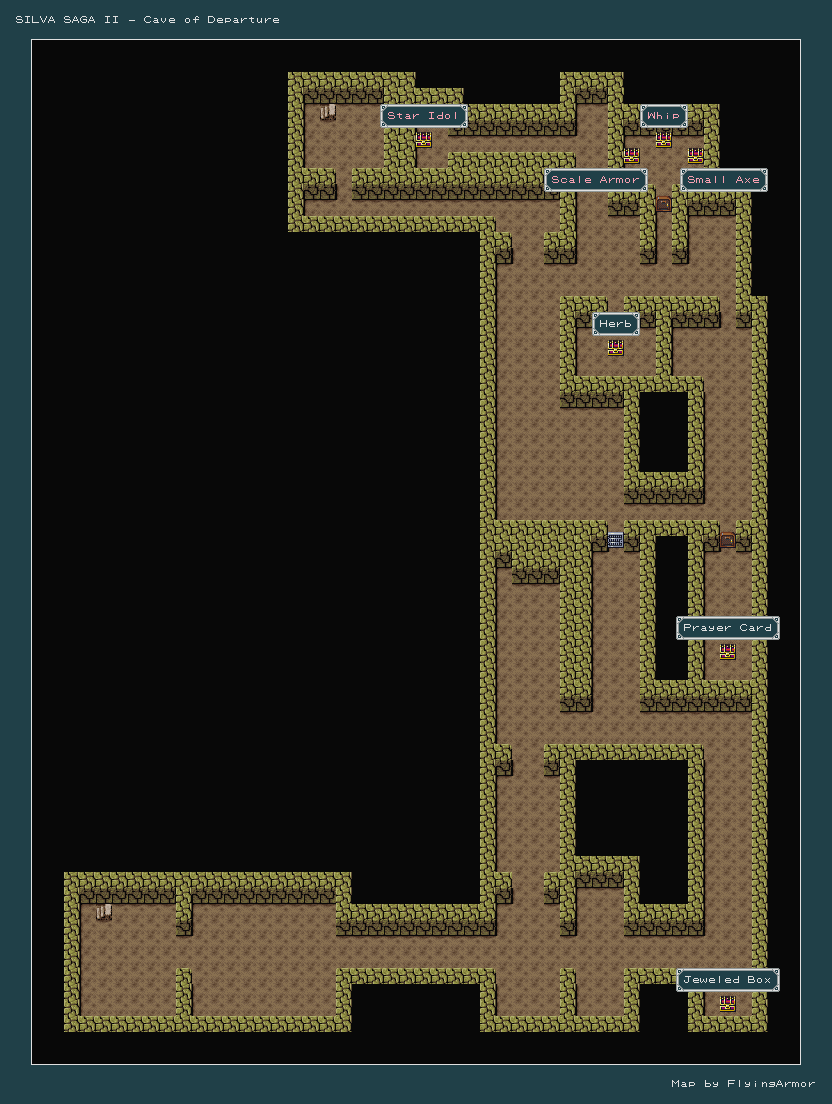 SILVA SAGA II - Cave of Departure
Star Idol
Whip
Scale Armor
Small Axe
Herb
Prayer Card
Jeweled Box
Map by FlyingArmor